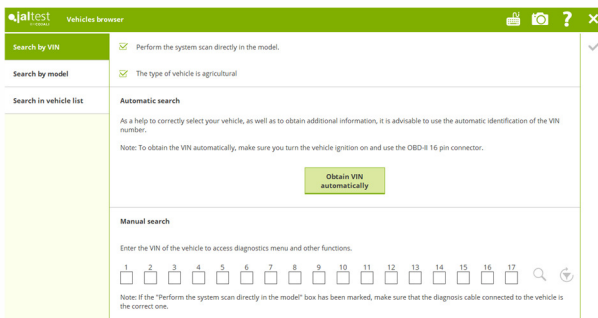 jaltest
BY COJALI
Vehicles browser
?
Search by VIN
Perform the system scan directly in the model.
Search by model
The type of vehicle is agricultural
Search in vehicle list
Automatic search
As a help to correctly select your vehicle, as well as to obtain additional information, it is advisable to use the automatic identification of the VIN
number.
Note: To obtain the VIN automatically, make sure you turn the vehicle ignition on and use the OBD-II 16 pin connector.
Obtain VIN
automatically
Manual search
Enter the VIN of the vehicle to access diagnostics menu and other functions.
1 2 3 4 5 6 7 8 9 10 11 12 13 14 15 16 17
Note: If the "Perform the system scan directly in the model" box has been marked, make sure that the diagnosis cable connected to the vehicle is
the correct one.